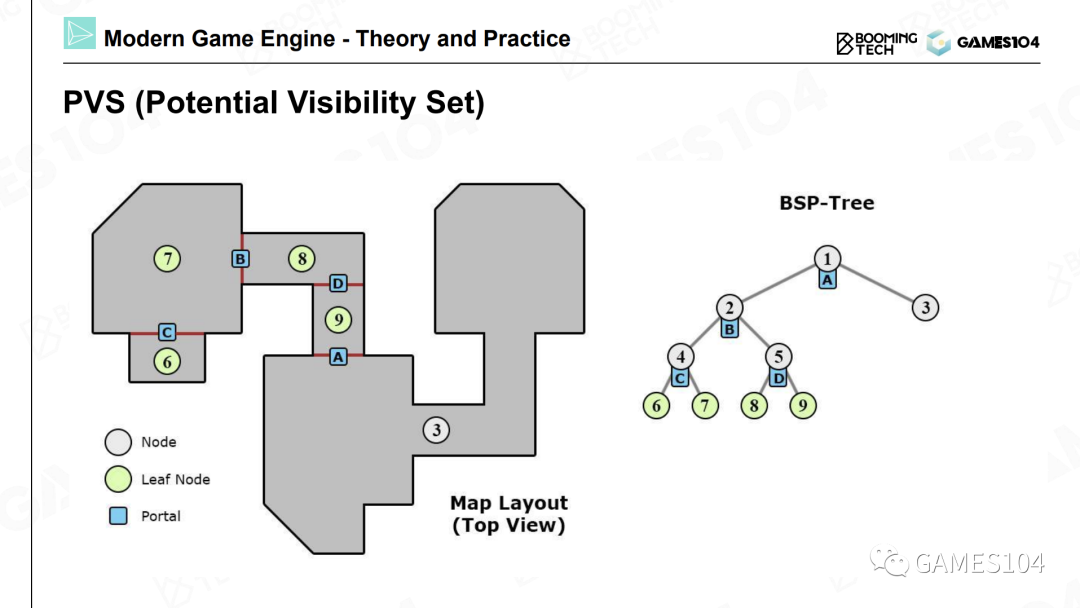 Modern Game Engine - Theory and Practice
BOOMING
TECH
GAMES104
PVS (Potential Visibility Set)
7
B
8
D
9
C
6
A
3
Node
Leaf Node
Portal
Map Layout
(Top View)
BSP-Tree
1
A
2
3
B
4
5
C
D
6
7
8
9
GAMES104